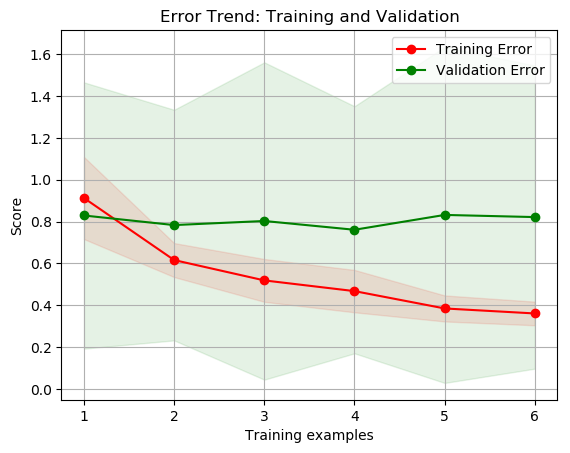 Error Trend: Training and Validation
Training Error
Validation Error
1.6
1.4
1.2
1.0
0.8
0.6
0.4
0.2
0.0
Score
1 2 3 4 5 6
Training examples